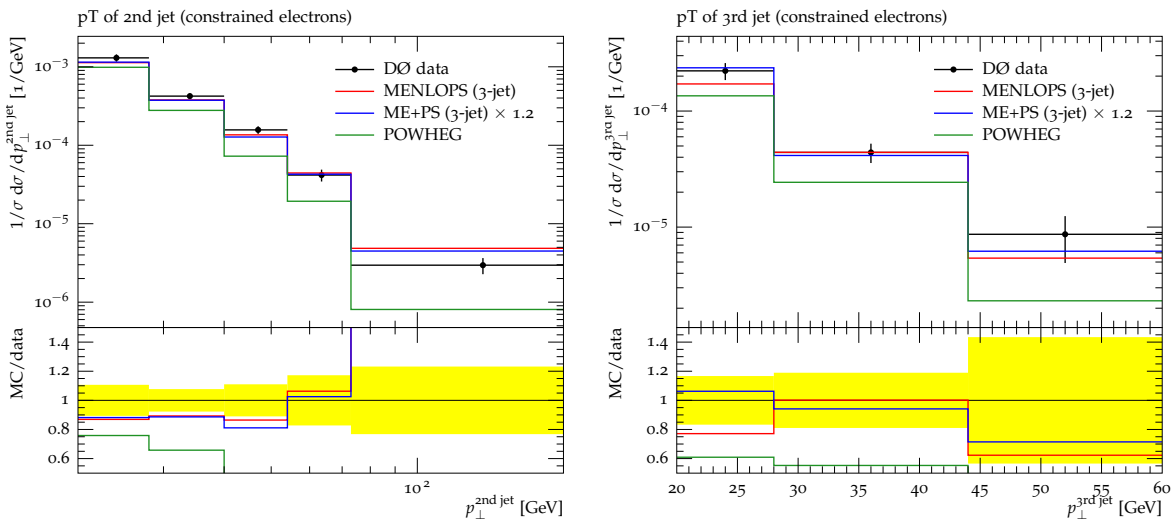 pT of 2nd jet (constrained electrons)
1/σ dσ/dp⊥^2nd jet [1/GeV]
10⁻³
10⁻⁴
10⁻⁵
10⁻⁶
DØ data
MENLOPS (3-jet)
ME+PS (3-jet) × 1.2
POWHEG
MC/data
1.4
1.2
1
0.8
0.6
10²
p⊥^2nd jet [GeV]
pT of 3rd jet (constrained electrons)
1/σ dσ/dp⊥^3rd jet [1/GeV]
10⁻⁴
10⁻⁵
DØ data
MENLOPS (3-jet)
ME+PS (3-jet) × 1.2
POWHEG
MC/data
1.4
1.2
1
0.8
0.6
20 25 30 35 40 45 50 55 60
p⊥^3rd jet [GeV]